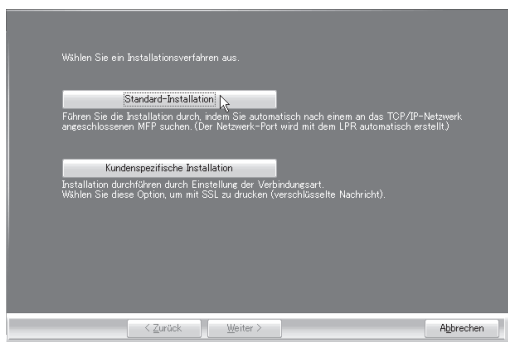 Wählen Sie ein Installationsverfahren aus.
Standard-Installation
Führen Sie die Installation durch, indem Sie automatisch nach einem an das TCP/IP-Netzwerk
angeschlossenen MFP suchen. (Der Netzwerk-Port wird mit dem LPR automatisch erstellt.)
Kundenspezifische Installation
Installation durchführen durch Einstellung der Verbindungsart.
Wählen Sie diese Option, um mit SSL zu drucken (verschlüsselte Nachricht).
< Zurück
Weiter >
Abbrechen